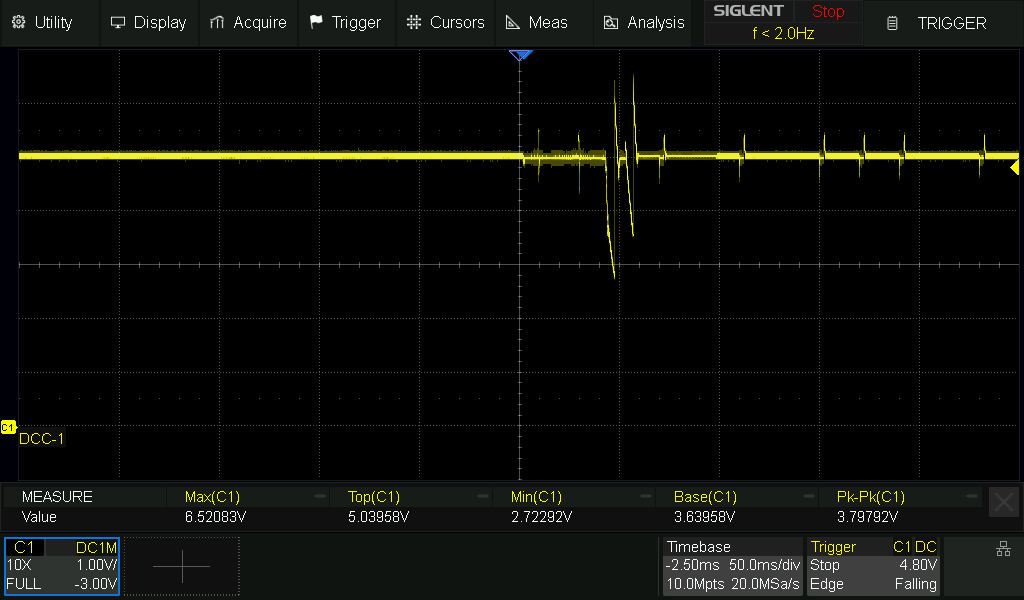 Utility Display Acquire Trigger Cursors Meas Analysis SIGLENT Stop TRIGGER
f < 2.0Hz
C1
DCC-1
MEASURE Max(C1) Top(C1) Min(C1) Base(C1) Pk-Pk(C1)
Value 6.52083V 5.03958V 2.72292V 3.63958V 3.79792V
C1 DC1M Timebase Trigger C1 DC
10X 1.00V/ -2.50ms 50.0ms/div Stop 4.80V
FULL -3.00V 10.0Mpts 20.0MSa/s Edge Falling